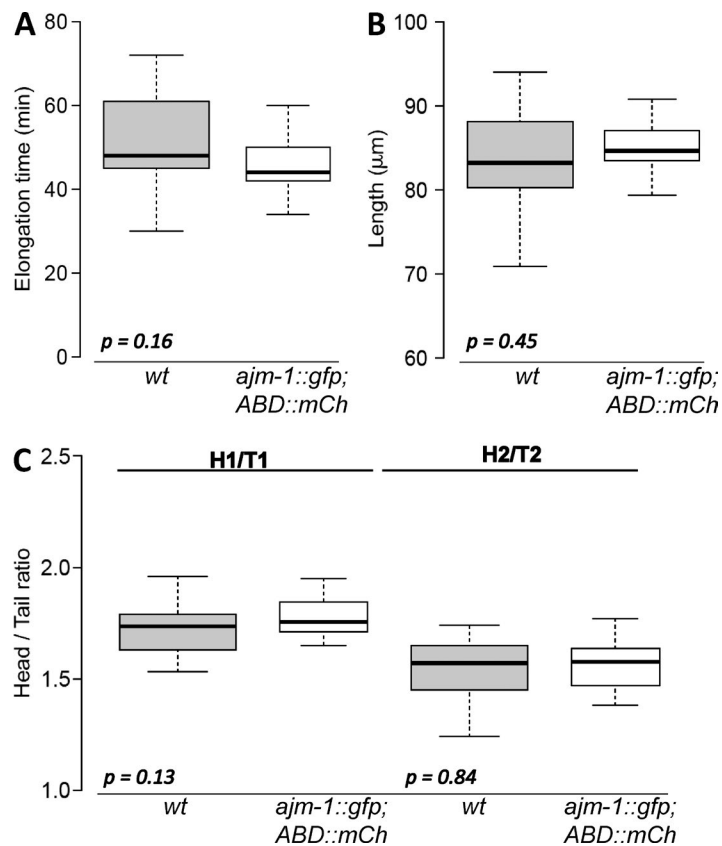 A
Elongation time (min)
80
60
40
20
0
p = 0.16
wt
ajm-1::gfp;
ABD::mCh
B
Length (µm)
100
90
80
70
60
p = 0.45
wt
ajm-1::gfp;
ABD::mCh
C
Head / Tail ratio
2.5
2.0
1.5
1.0
H1/T1
H2/T2
p = 0.13
p = 0.84
wt
ajm-1::gfp;
ABD::mCh
wt
ajm-1::gfp;
ABD::mCh